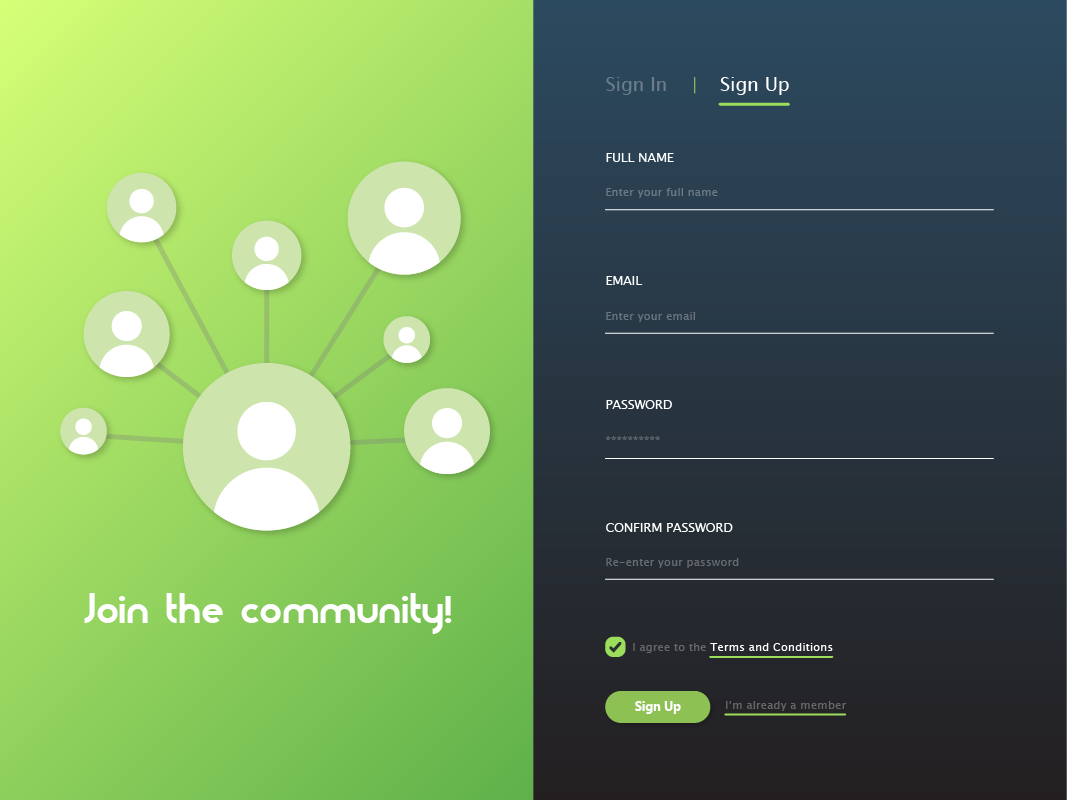 Sign In | Sign Up
FULL NAME
Enter your full name
EMAIL
Enter your email
PASSWORD
**********
CONFIRM PASSWORD
Re-enter your password
I agree to the Terms and Conditions
Sign Up I'm already a member
Join the community!